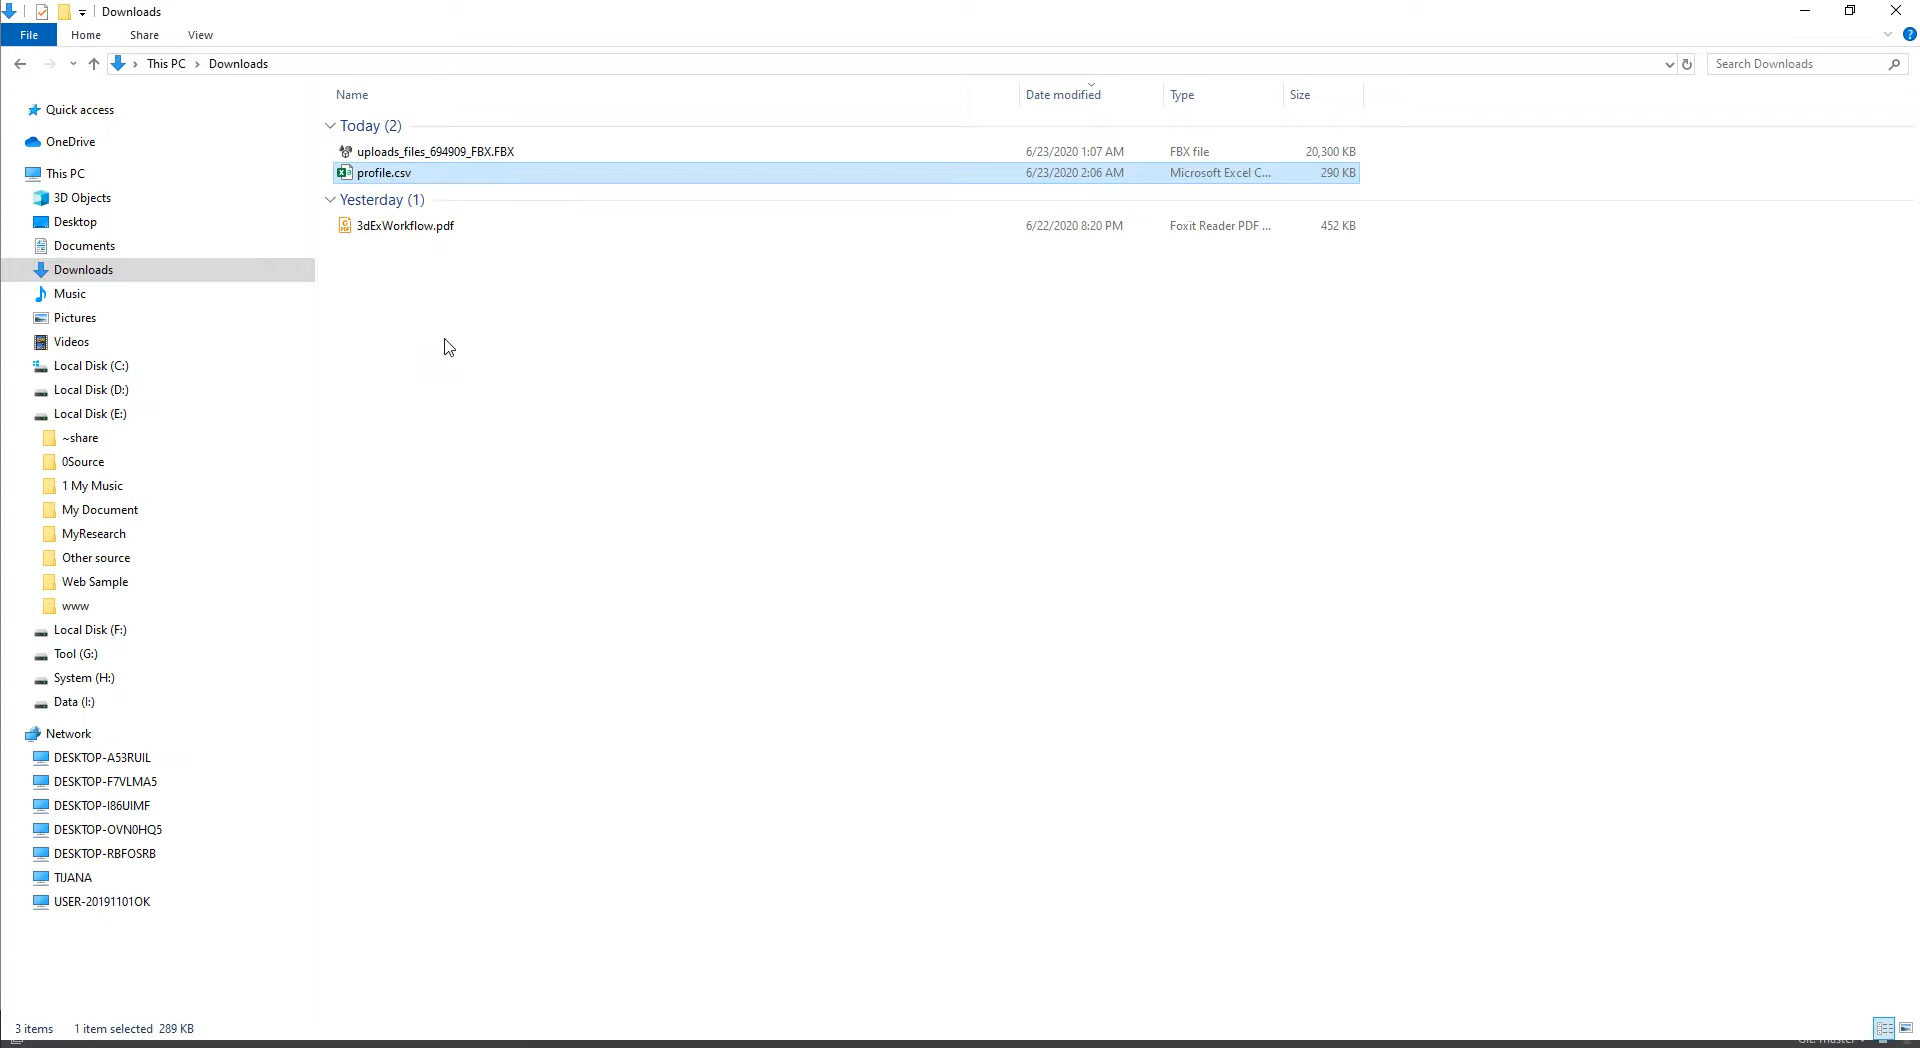 Downloads
File Home Share View
This PC Downloads
Search Downloads
Name Date modified Type Size
Today (2)
uploads_files_694909_FBX.FBX 6/23/2020 1:07 AM FBX file 20,300 KB
profile.csv 6/23/2020 2:06 AM Microsoft Excel C... 290 KB
Yesterday (1)
3dExWorkflow.pdf 6/22/2020 8:20 PM Foxit Reader PDF ... 452 KB
Quick access
OneDrive
This PC
3D Objects
Desktop
Documents
Downloads
Music
Pictures
Videos
Local Disk (C:)
Local Disk (D:)
Local Disk (E:)
~share
0Source
1 My Music
My Document
MyResearch
Other source
Web Sample
www
Local Disk (F:)
Tool (G:)
System (H:)
Data (I:)
Network
DESKTOP-A53RUIL
DESKTOP-F7VLMA5
DESKTOP-I86UIMF
DESKTOP-OVN0HQ5
DESKTOP-RBFOSRB
TIJANA
USER-20191101OK
3 items 1 item selected 289 KB